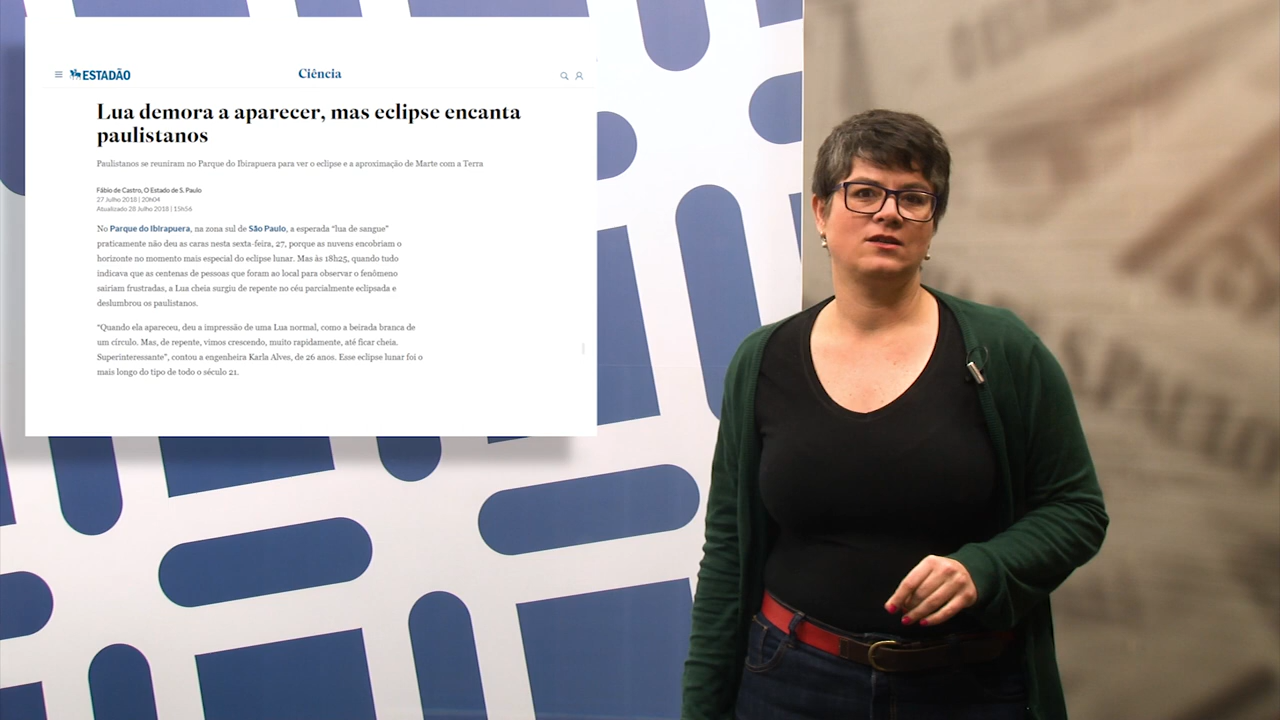 ESTADÃO
Ciência
Lua demora a aparecer, mas eclipse encanta
paulistanos
Paulistanos se reuniram no Parque do Ibirapuera para ver o eclipse e a aproximação de Marte com a Terra
Fábio de Castro, O Estado de S. Paulo
27 Julho 2018 | 20h04
Atualizado 28 Julho 2018 | 15h56
No Parque do Ibirapuera, na zona sul de São Paulo, a esperada “lua de sangue”
praticamente não deu as caras nesta sexta-feira, 27, porque as nuvens encobriam o
horizonte no momento mais especial do eclipse lunar. Mas às 18h25, quando tudo
indicava que as centenas de pessoas que foram ao local para observar o fenômeno
sairiam frustradas, a Lua cheia surgiu de repente no céu parcialmente eclipsada e
deslumbrou os paulistanos.
“Quando ela apareceu, deu a impressão de uma Lua normal, como a beirada branca de
um círculo. Mas, de repente, vimos crescendo, muito rapidamente, até ficar cheia.
Superinteressante”, contou a engenheira Karla Alves, de 26 anos. Esse eclipse lunar foi o
mais longo do tipo de todo o século 21.
S.PAULO